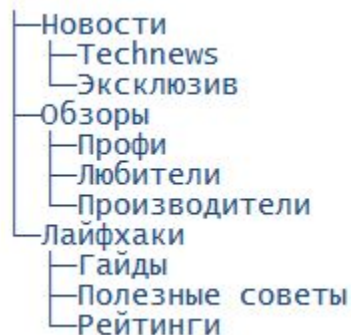 Новости
Technews
Эксклюзив
Обзоры
Профи
Любители
Производители
Лайфхаки
Гайды
Полезные советы
Рейтинги